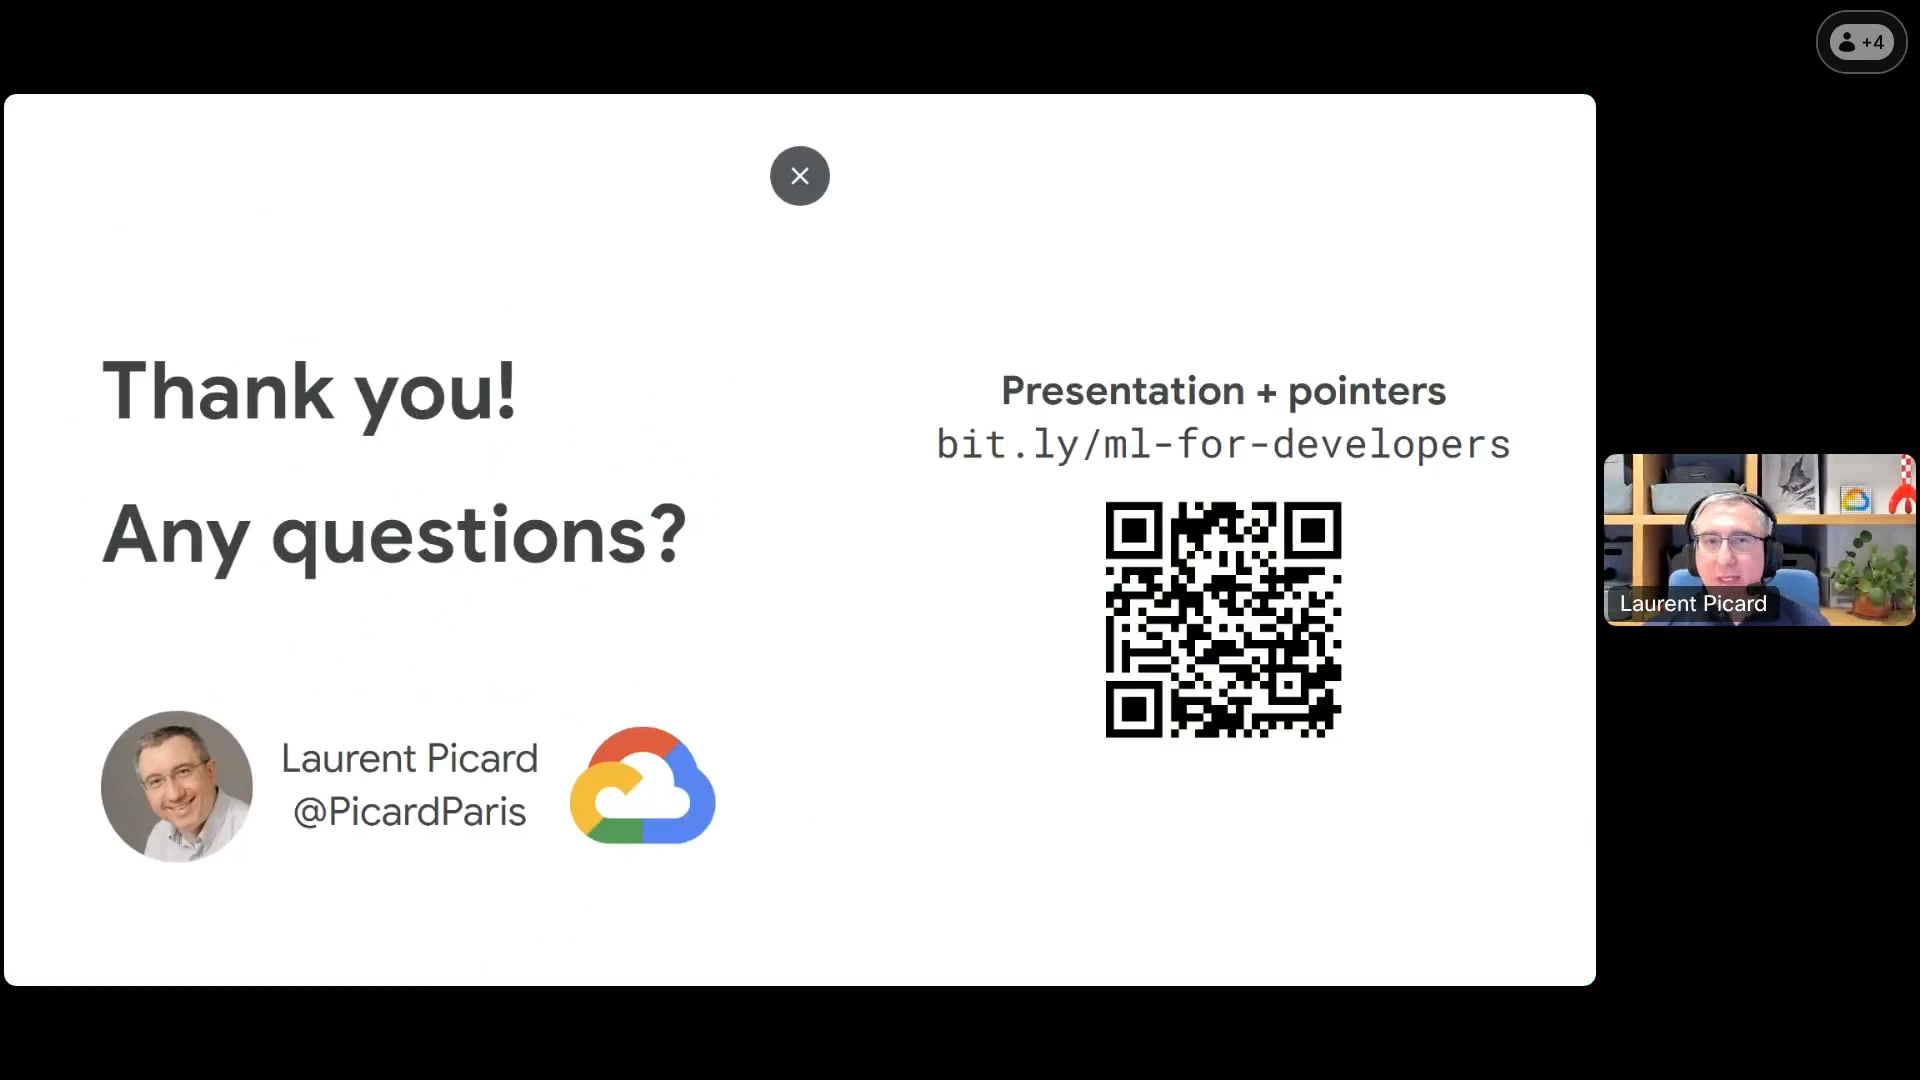 +4
Thank you!
Any questions?
Laurent Picard
@PicardParis
Presentation + pointers
bit.ly/ml-for-developers
Laurent Picard